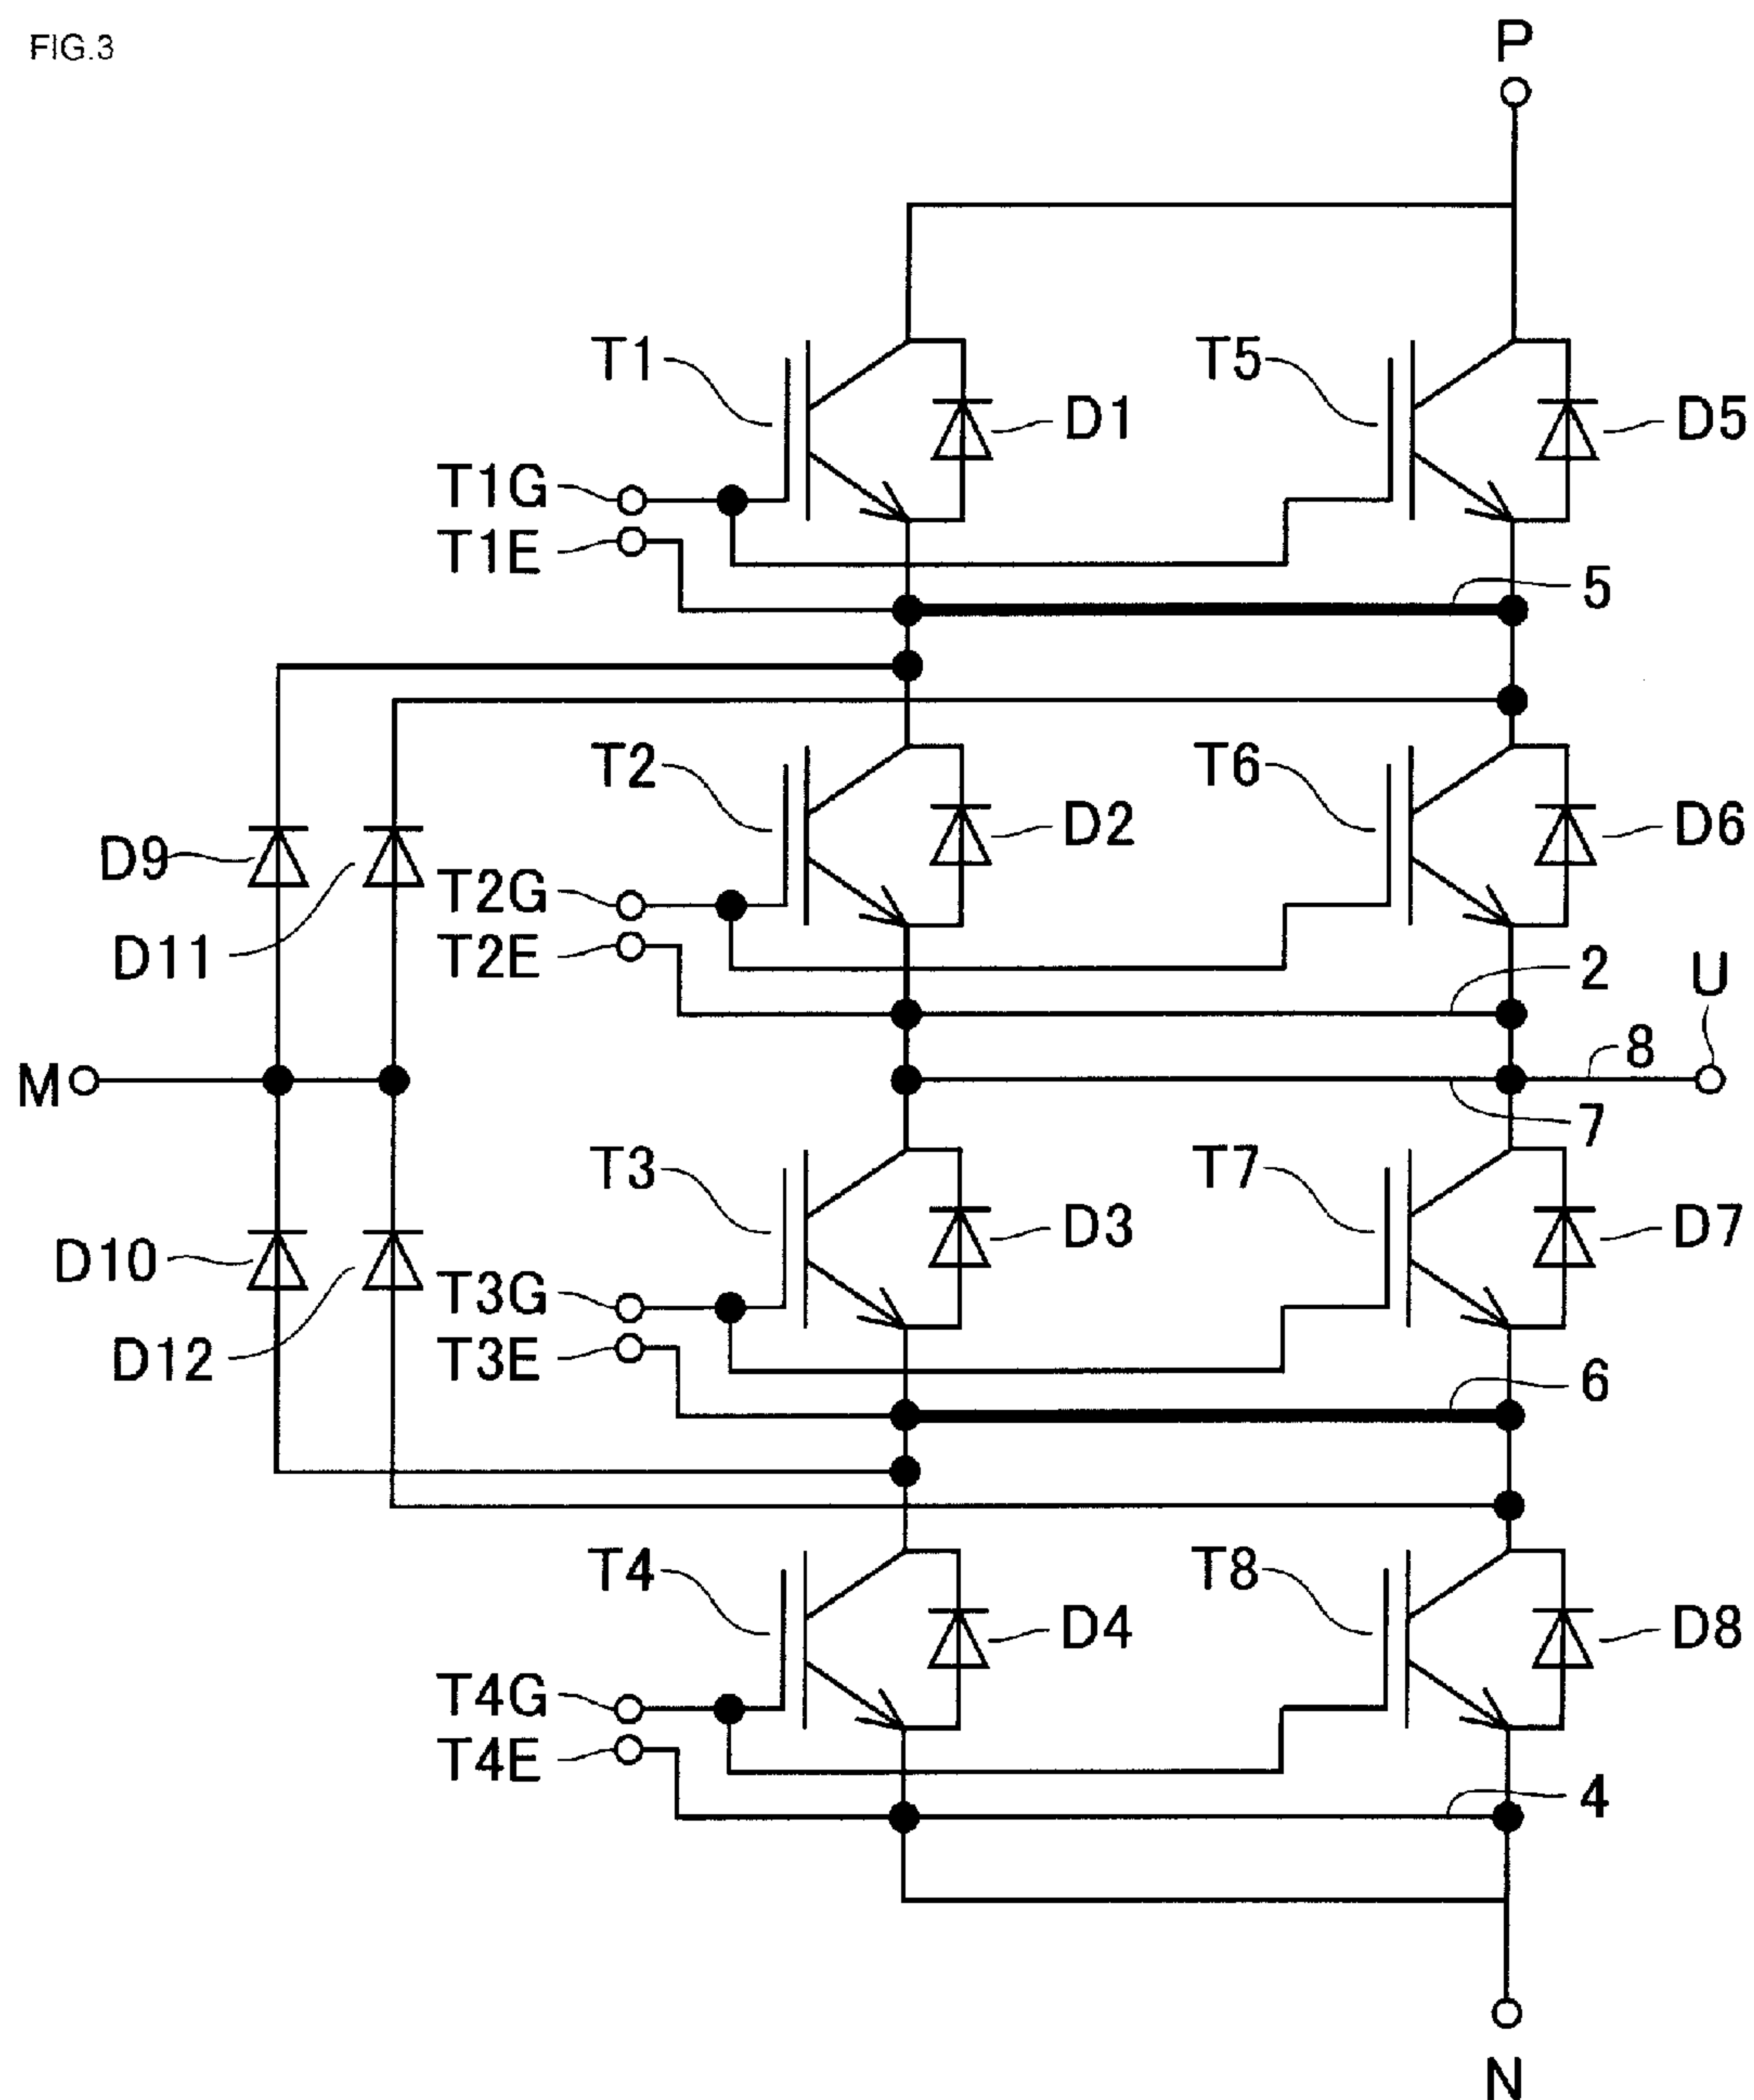 FIG.3
P
T1
D1
T5
D5
T1G
T1E
5
T2
D2
T6
D6
D9
D11
T2G
T2E
2
U
8
M
7
T3
D3
T7
D7
D10
D12
T3G
T3E
6
T4
D4
T8
D8
T4G
T4E
4
N